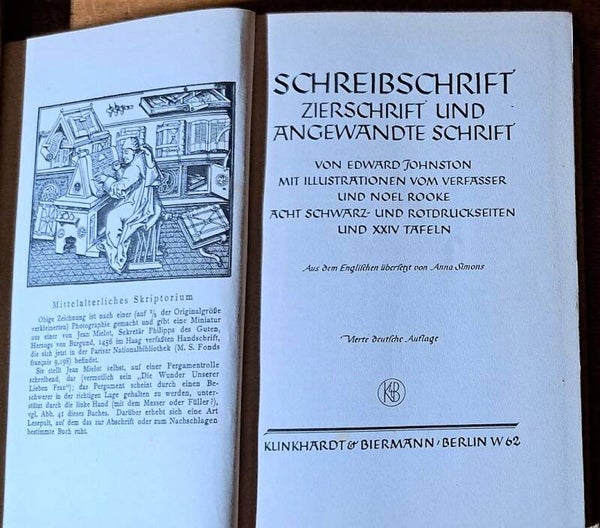 Mittelalterliches Skriptorium
Obige Zeichnung ist nach einer (auf ⅔ der Originalgröße
verkleinerten) Photographie gemacht und gibt eine Miniatur
aus einer von Jean Mielot, Sekretär Philipps des Guten,
Herzogs von Burgund, 1456 im Haag verfaßten Handschrift,
die sich jetzt in der Pariser Nationalbibliothek (M. S. Fonds
français 9,198) befindet.
Sie stellt Jean Mielot selbst, auf einer Pergamentrolle
schreibend, dar (vermutlich sein „Die Wunder Unserer
Lieben Frau“); das Pergament scheint durch einen Be-
schwerer in der richtigen Lage gehalten zu werden, unter-
stützt durch die linke Hand (mit dem Messer oder Füller?),
vgl. Abb. 41 dieses Buches. Darüber erhebt sich eine Art
Lesepult, auf dem das zur Abschrift oder zum Nachschlagen
bestimmte Buch ruht.
SCHREIBSCHRIFT
ZIERSCHRIFT UND
ANGEWANDTE SCHRIFT
VON EDWARD JOHNSTON
MIT ILLUSTRATIONEN VOM VERFASSER
UND NOEL ROOKE
ACHT SCHWARZ- UND ROTDRUCKSEITEN
UND XXIV TAFELN
Aus dem Englischen übersetzt von Anna Simons
Vierte deutsche Auflage
KB
KLINKHARDT & BIERMANN / BERLIN W 62